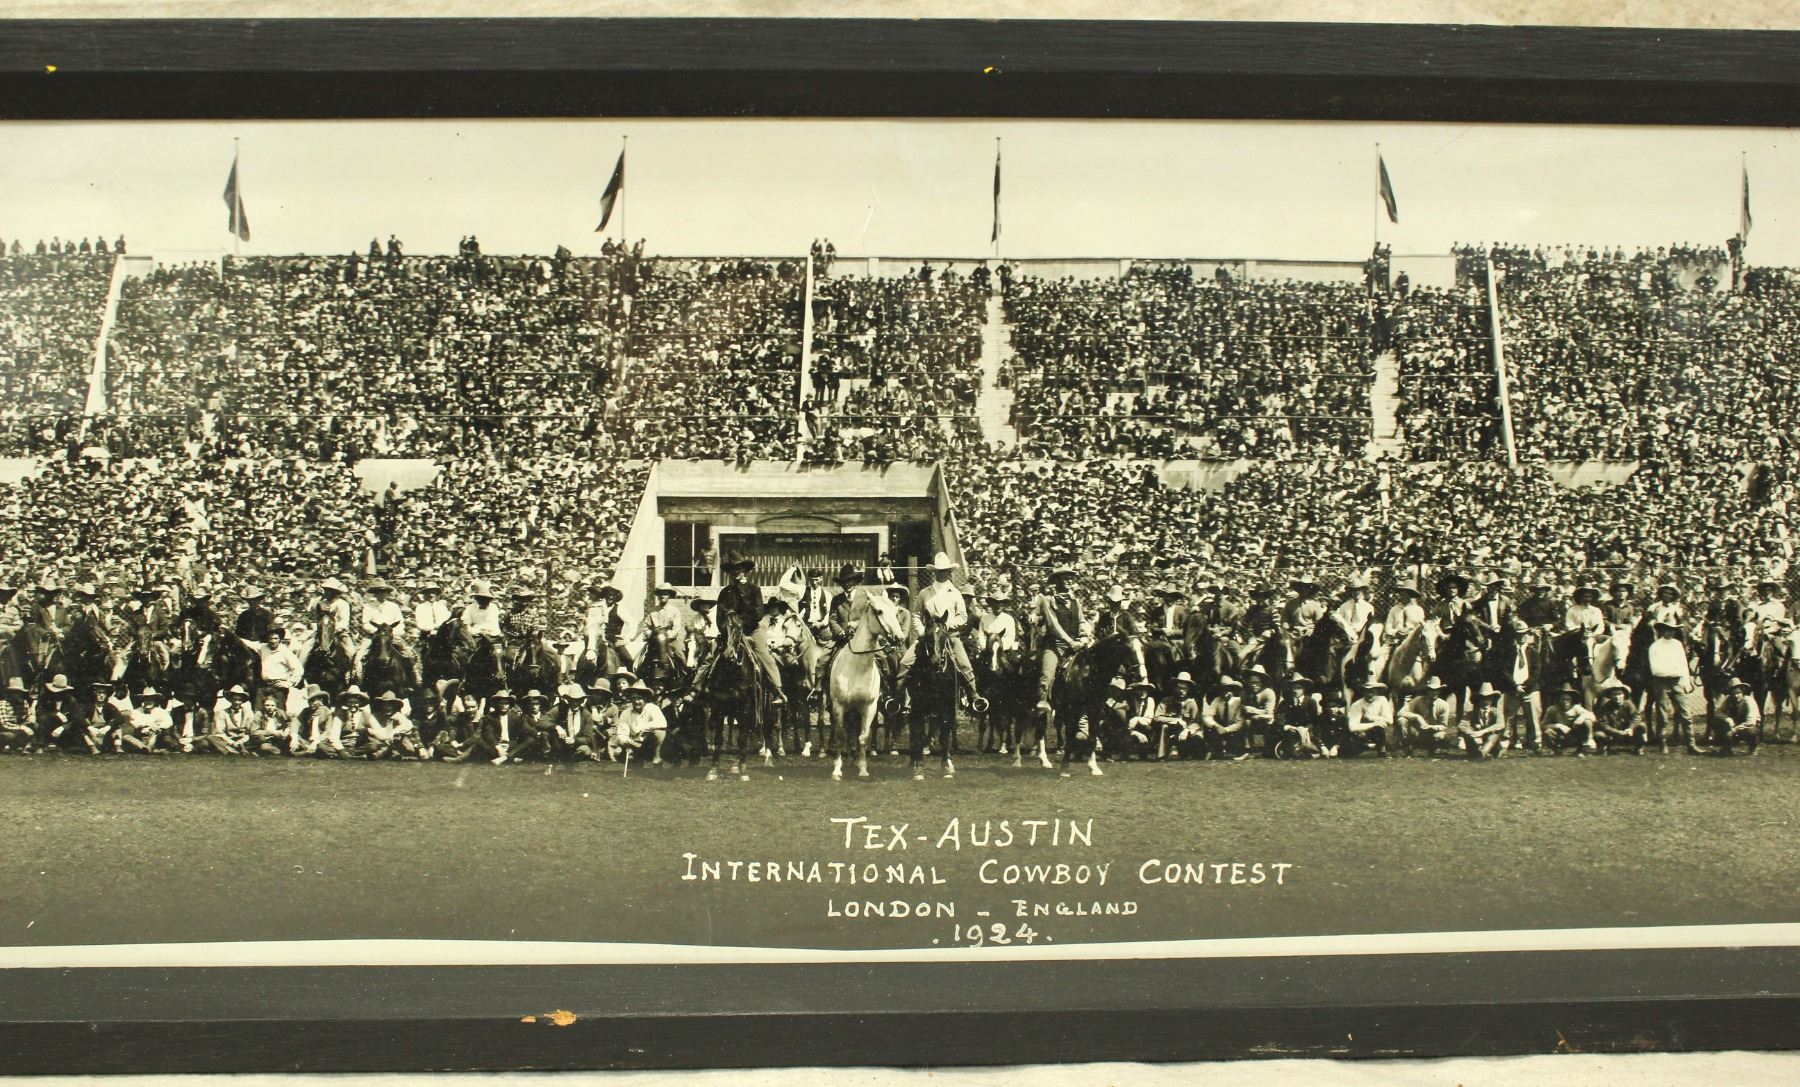 TEX-AUSTIN
INTERNATIONAL COWBOY CONTEST
LONDON - ENGLAND
.1924.